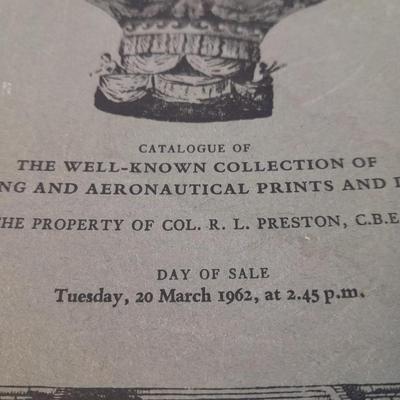 CATALOGUE OF
THE WELL-KNOWN COLLECTION OF
AND AERONAUTICAL PRINTS AND
THE PROPERTY OF COL. R. L. PRESTON, C.B.E
DAY OF SALE
Tuesday, 20 March 1962, at 2.45 p.m.